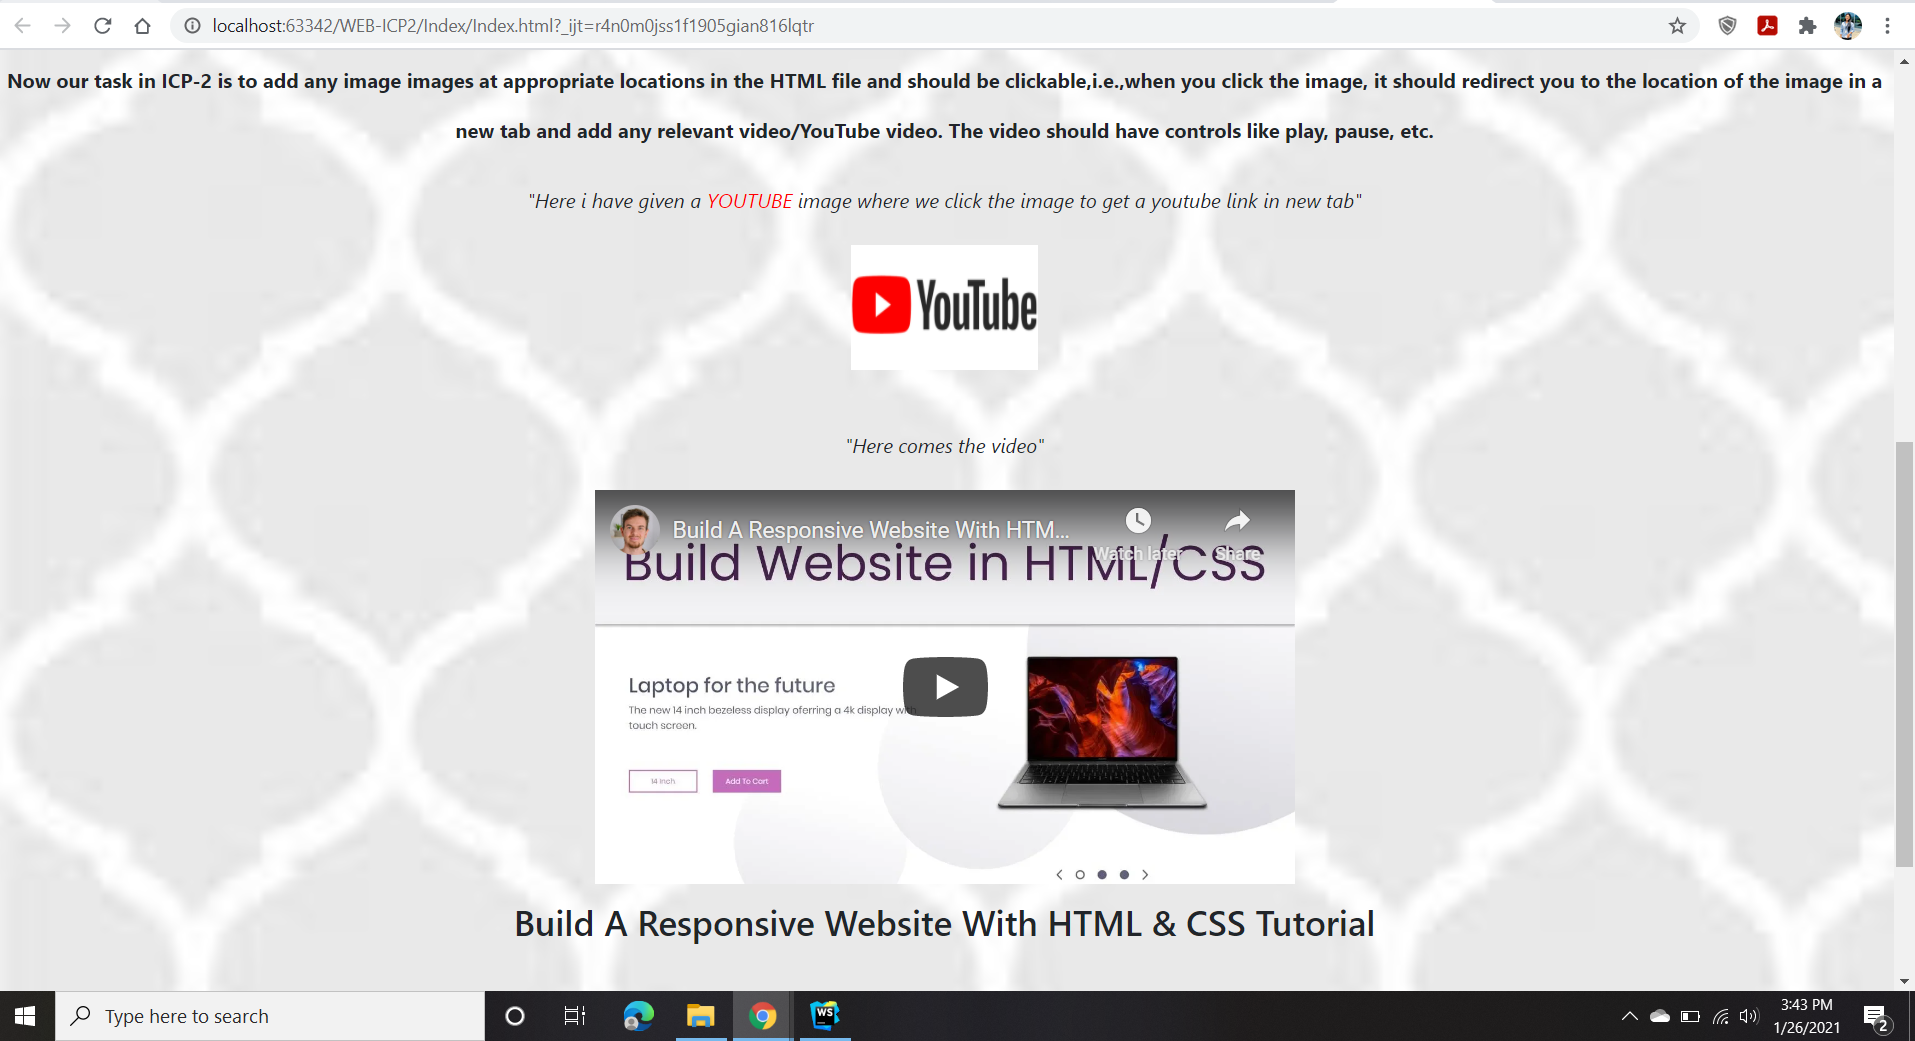 localhost:63342/WEB-ICP2/Index/Index.html?_ijt=r4n0m0jss1f1905gian816lqtr
Now our task in ICP-2 is to add any image images at appropriate locations in the HTML file and should be clickable,i.e.,when you click the image, it should redirect you to the location of the image in a
new tab and add any relevant video/YouTube video. The video should have controls like play, pause, etc.
"Here i have given a YOUTUBE image where we click the image to get a youtube link in new tab"
YouTube
"Here comes the video"
Build A Responsive Website With HTM...
Watch later
Share
Build Website in HTML/CSS
Laptop for the future
The new 14 inch bezeless display oferring a 4k display with
touch screen.
14 inch
Add To Cart
Build A Responsive Website With HTML & CSS Tutorial
Type here to search
WS
3:43 PM
1/26/2021
2